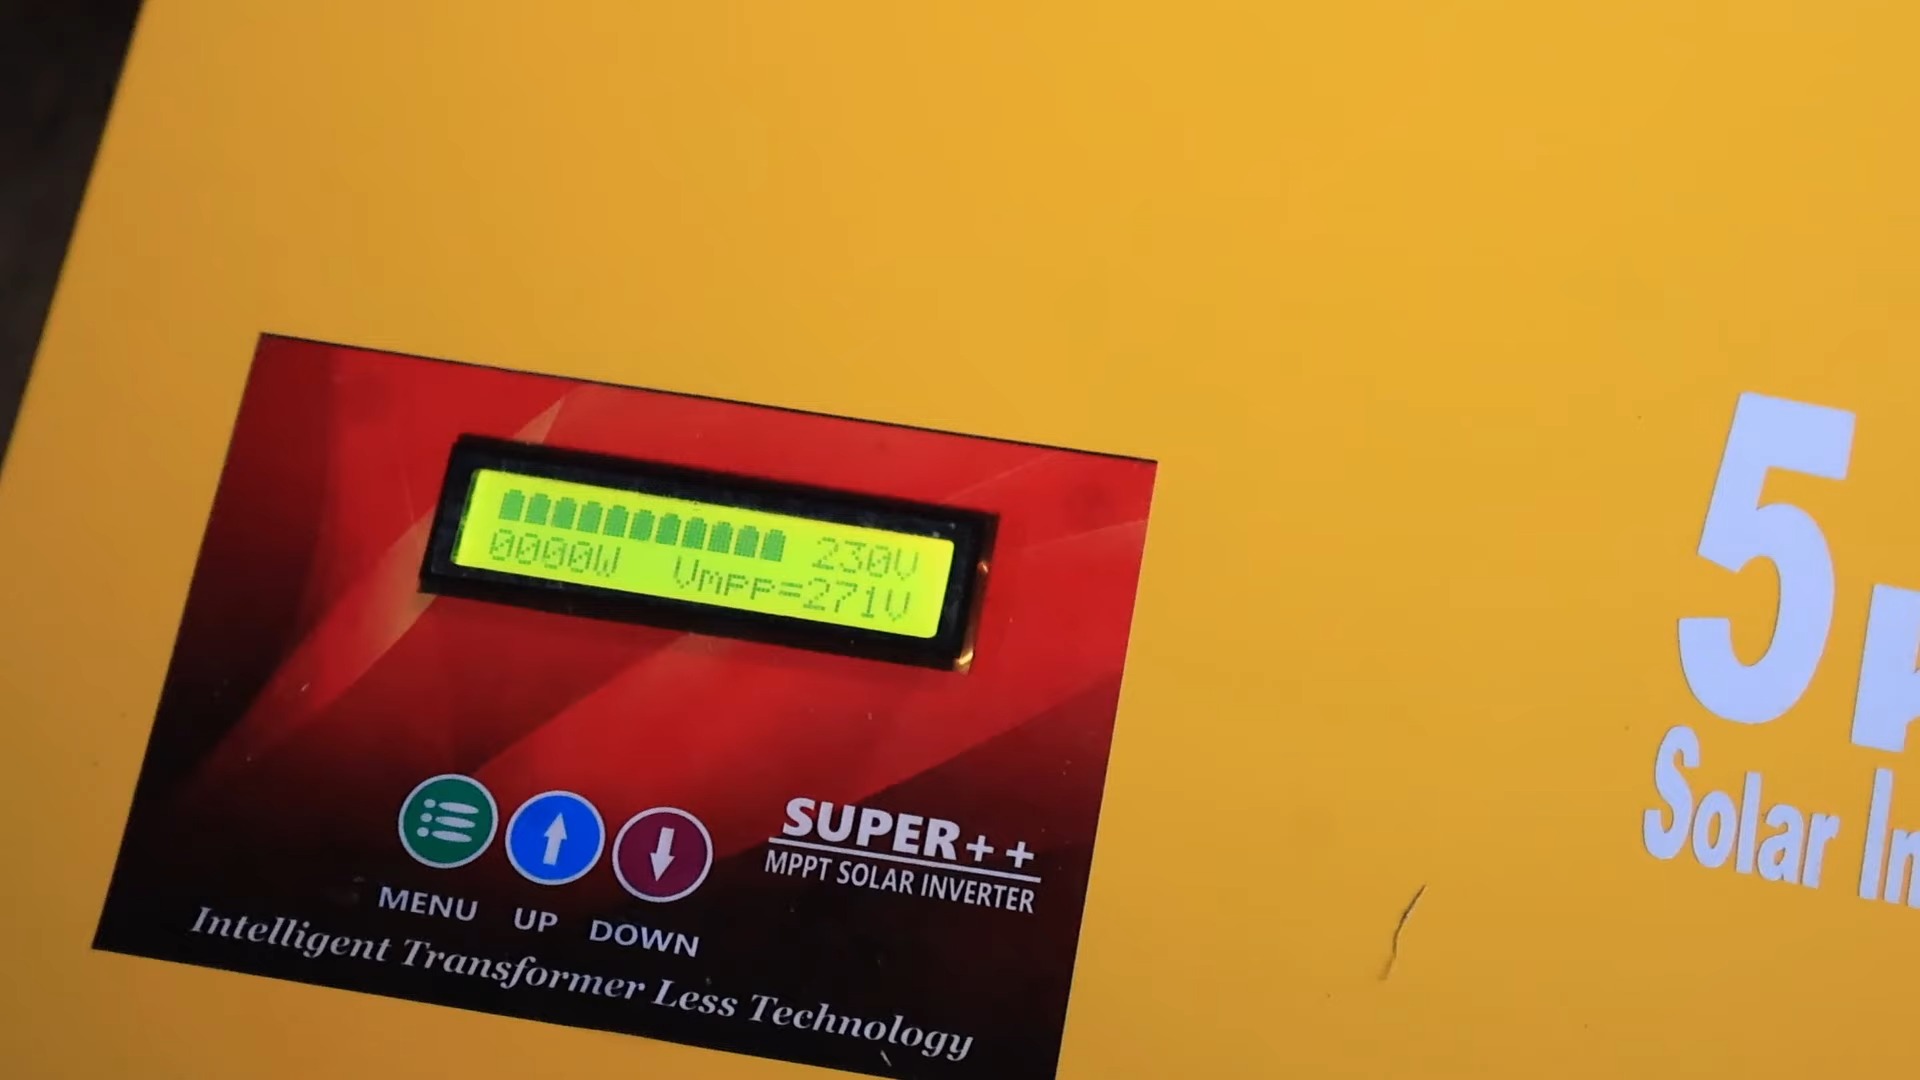 230V
0000W Vmpp=271V
5
Solar
SUPER++
MPPT SOLAR INVERTER
MENU UP DOWN
Intelligent Transformer Less Technology